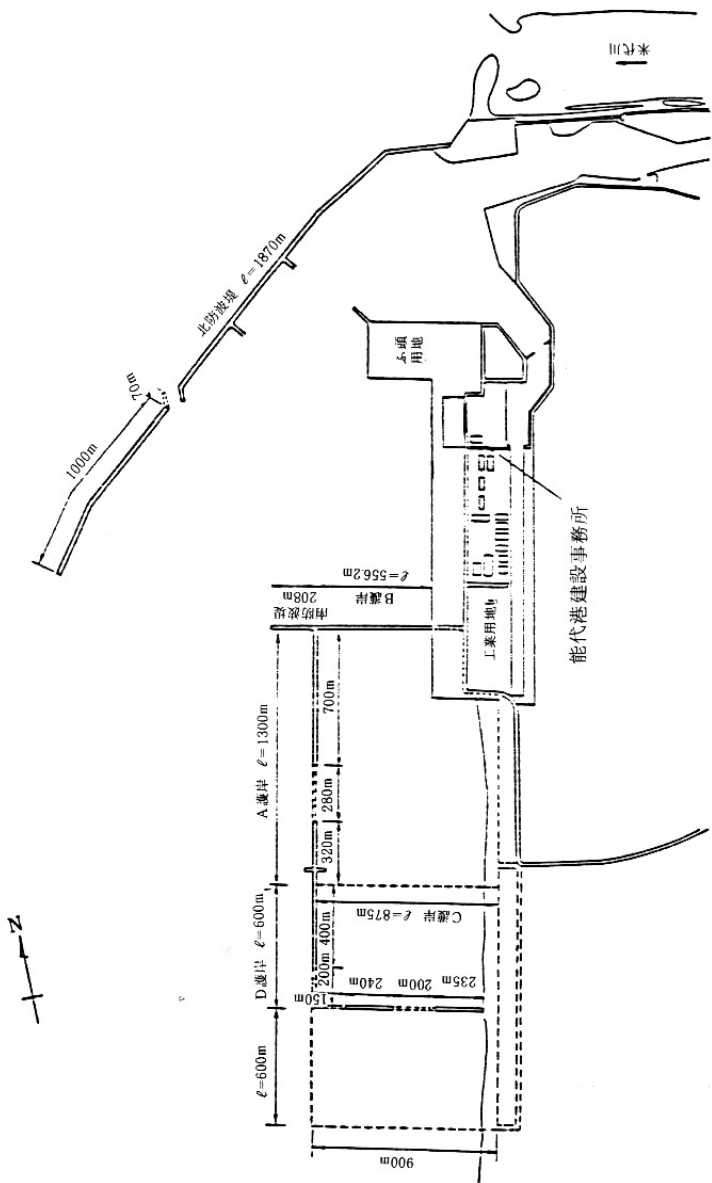 米代川
北防波堤 ℓ=1870m
70m
1000m
ふ頭
用地
ℓ=556.2m
B護岸
208m
南防波堤
工業用地
能代港建設事務所
A護岸 ℓ=1300m
700m
280m
320m
D護岸 ℓ=600m
C護岸 ℓ=875m
400m
200m
150m
240m
200m
235m
ℓ=600m
900m
N